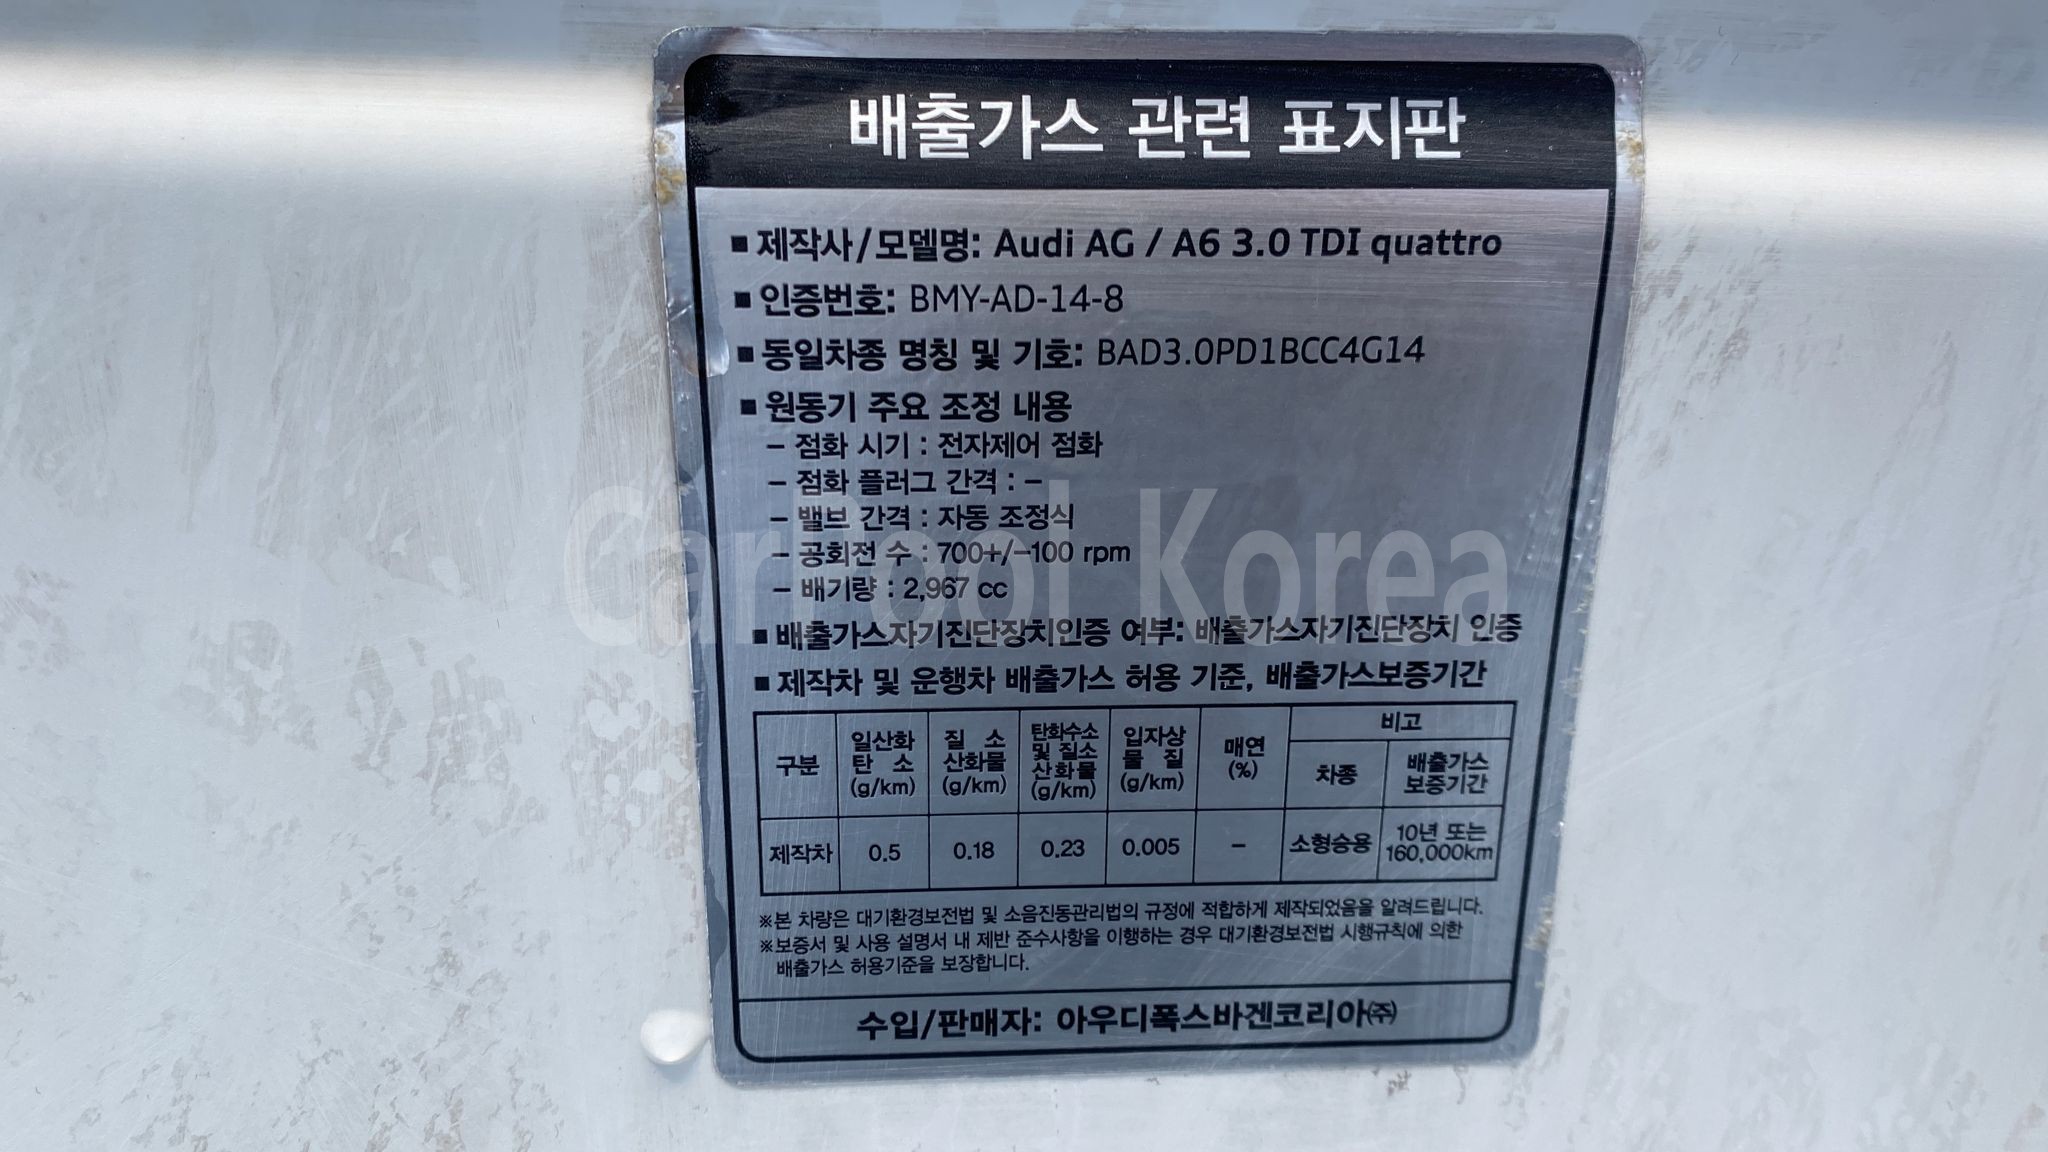 배출가스 관련 표지판
▪ 제작사/모델명: Audi AG / A6 3.0 TDI quattro
▪ 인증번호: BMY-AD-14-8
▪ 동일차종 명칭 및 기호: BAD3.0PD1BCC4G14
▪ 원동기 주요 조정 내용
– 점화 시기 : 전자제어 점화
– 점화 플러그 간격 : –
– 밸브 간격 : 자동 조정식
– 공회전 수 : 700+/–100 rpm
– 배기량 : 2,967 cc
CarPool Korea
▪ 배출가스자기진단장치인증 여부: 배출가스자기진단장치 인증
▪ 제작차 및 운행차 배출가스 허용 기준, 배출가스보증기간
구분 일산화탄소 (g/km) 질소산화물 (g/km) 탄화수소 및 질소산화물 (g/km) 입자상물질 (g/km) 매연 (%) 비고
차종 배출가스 보증기간
제작차 0.5 0.18 0.23 0.005 – 소형승용 10년 또는 160,000km
※본 차량은 대기환경보전법 및 소음진동관리법의 규정에 적합하게 제작되었음을 알려드립니다.
※보증서 및 사용 설명서 내 제반 준수사항을 이행하는 경우 대기환경보전법 시행규칙에 의한
배출가스 허용기준을 보장합니다.
수입/판매자: 아우디폭스바겐코리아㈜